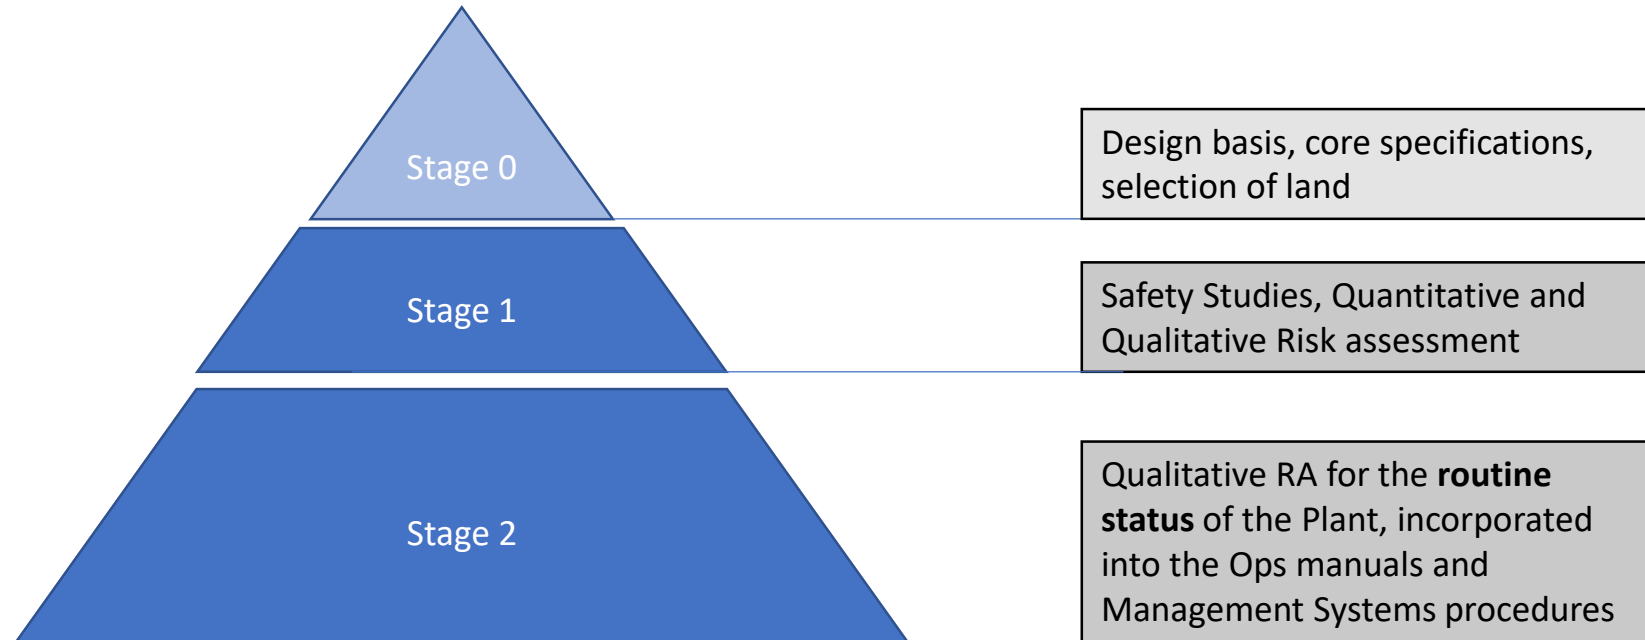 Stage 0
Design basis, core specifications,
selection of land
Stage 1
Safety Studies, Quantitative and
Qualitative Risk assessment
Stage 2
Qualitative RA for the routine
status of the Plant, incorporated
into the Ops manuals and
Management Systems procedures